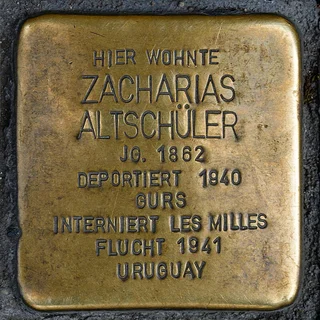 HIER WOHNTE
ZACHARIAS
ALTSCHÜLER
JG. 1862
DEPORTIERT 1940
GURS
INTERNIERT LES MILLES
FLUCHT 1941
URUGUAY